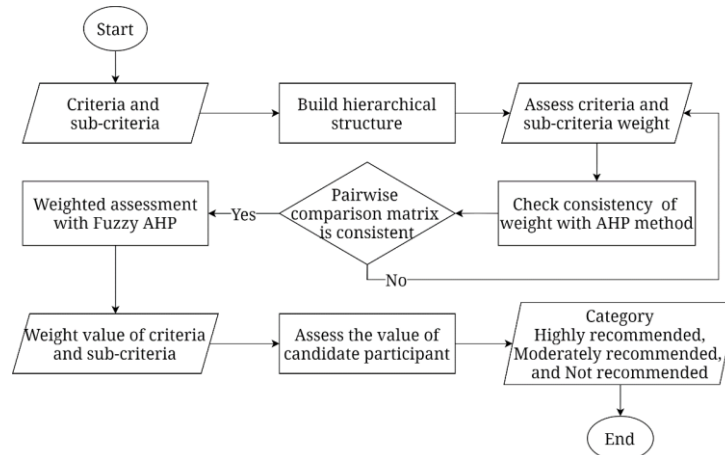 Start
Criteria and
sub-criteria
Build hierarchical
structure
Assess criteria and
sub-criteria weight
Weighted assessment
with Fuzzy AHP
Yes
Pairwise
comparison matrix
is consistent
Check consistency of
weight with AHP method
No
Weight value of criteria
and sub-criteria
Assess the value of
candidate participant
Category
Highly recommended,
Moderately recommended,
and Not recommended
End